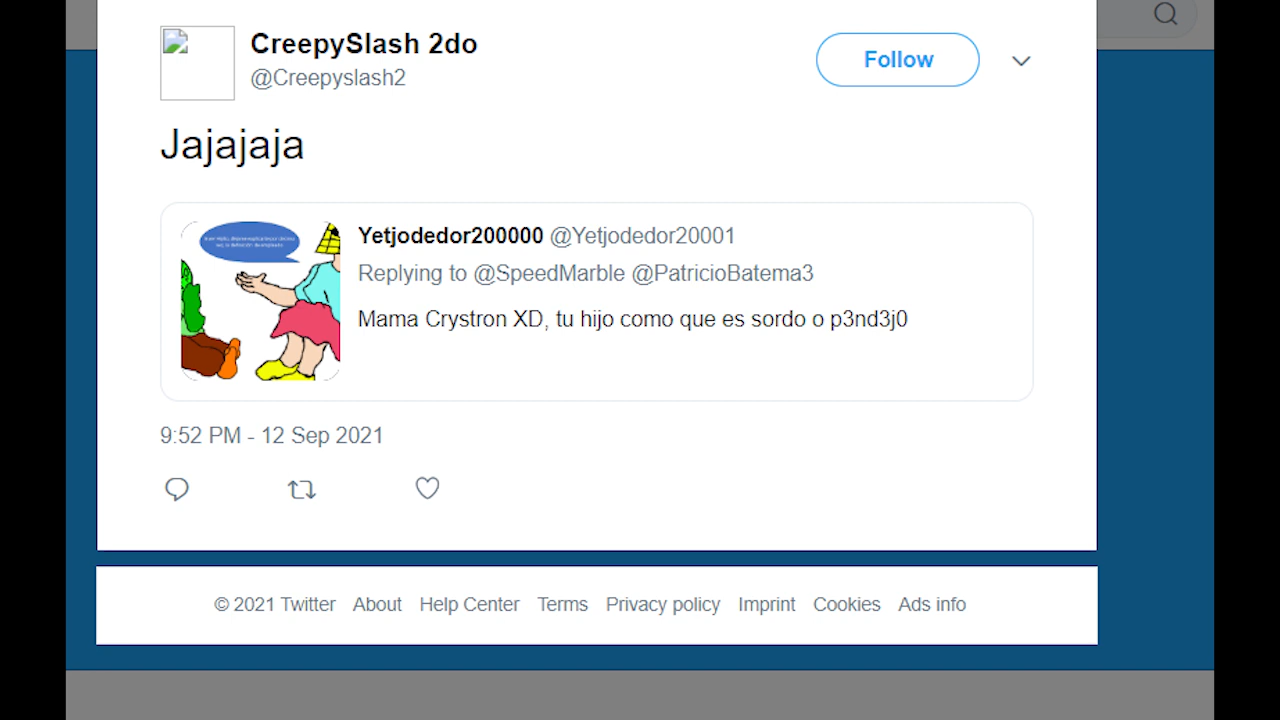 CreepySlash 2do
@Creepyslash2
Follow
Jajajaja
Yetjodedor200000 @Yetjodedor20001
Replying to @SpeedMarble @PatricioBatema3
Mama Crystron XD, tu hijo como que es sordo o p3nd3j0
9:52 PM - 12 Sep 2021
© 2021 Twitter About Help Center Terms Privacy policy Imprint Cookies Ads info